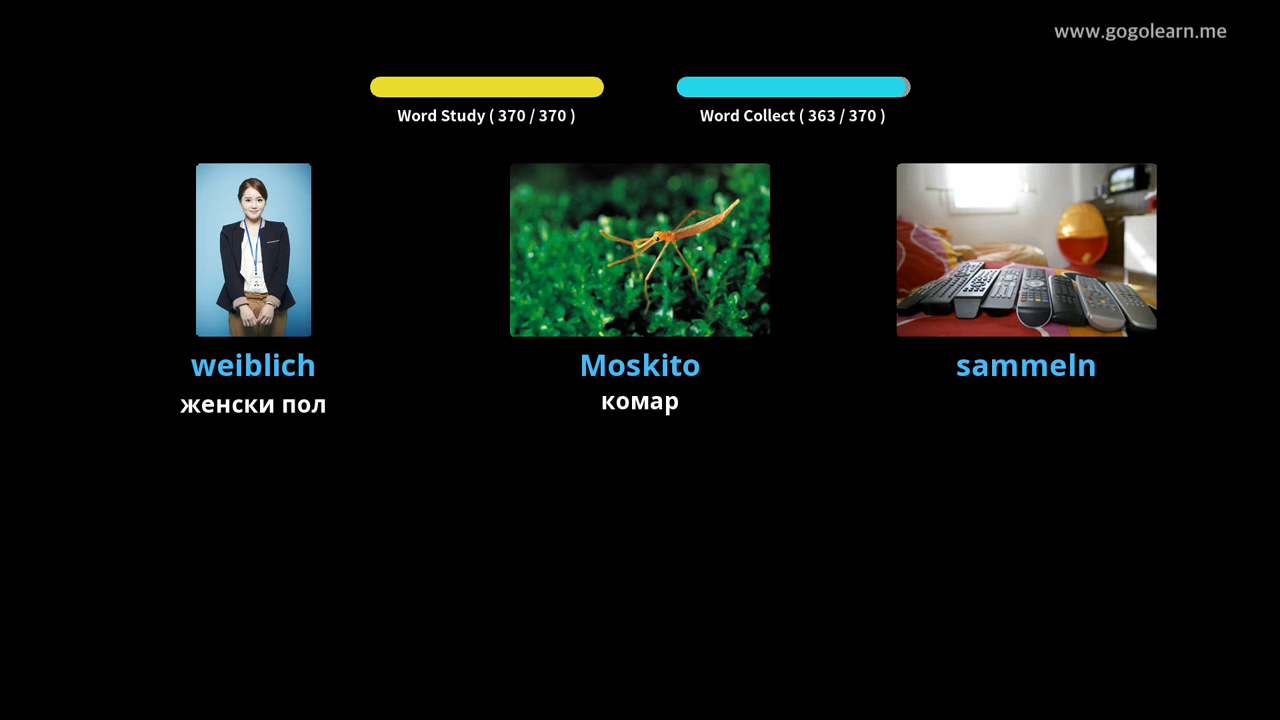 www.gogolearn.me
Word Study ( 370 / 370 )
Word Collect ( 363 / 370 )
weiblich
Moskito
sammeln
женски пол
комар